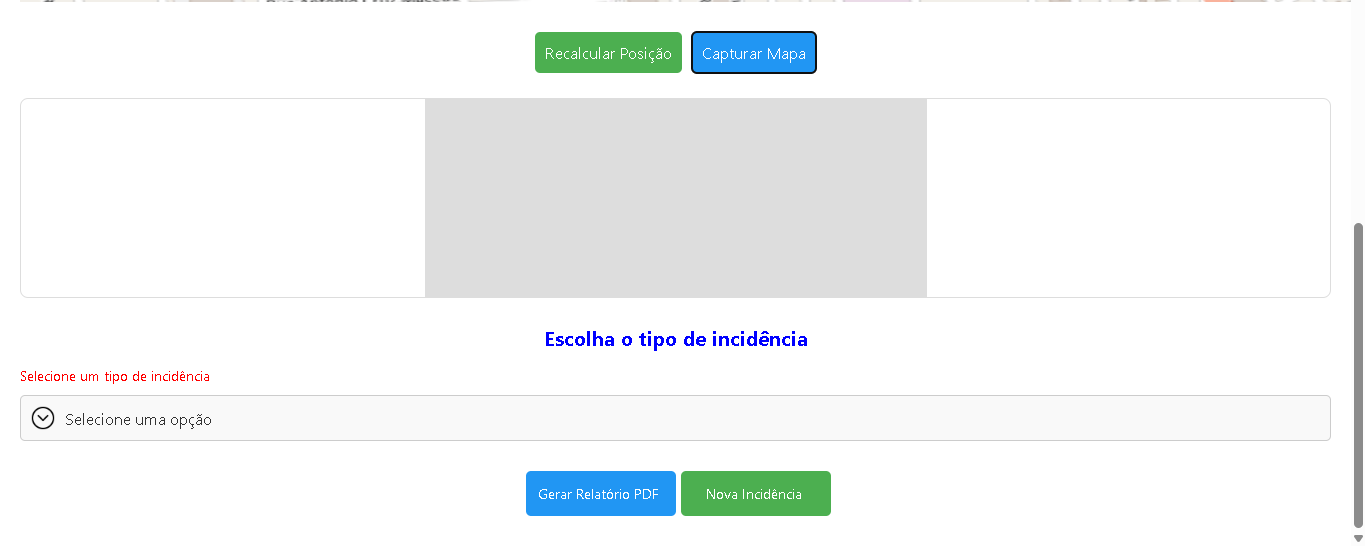 Recalcular Posição
Capturar Mapa
Escolha o tipo de incidência
Selecione um tipo de incidência
Selecione uma opção
Gerar Relatório PDF
Nova Incidência